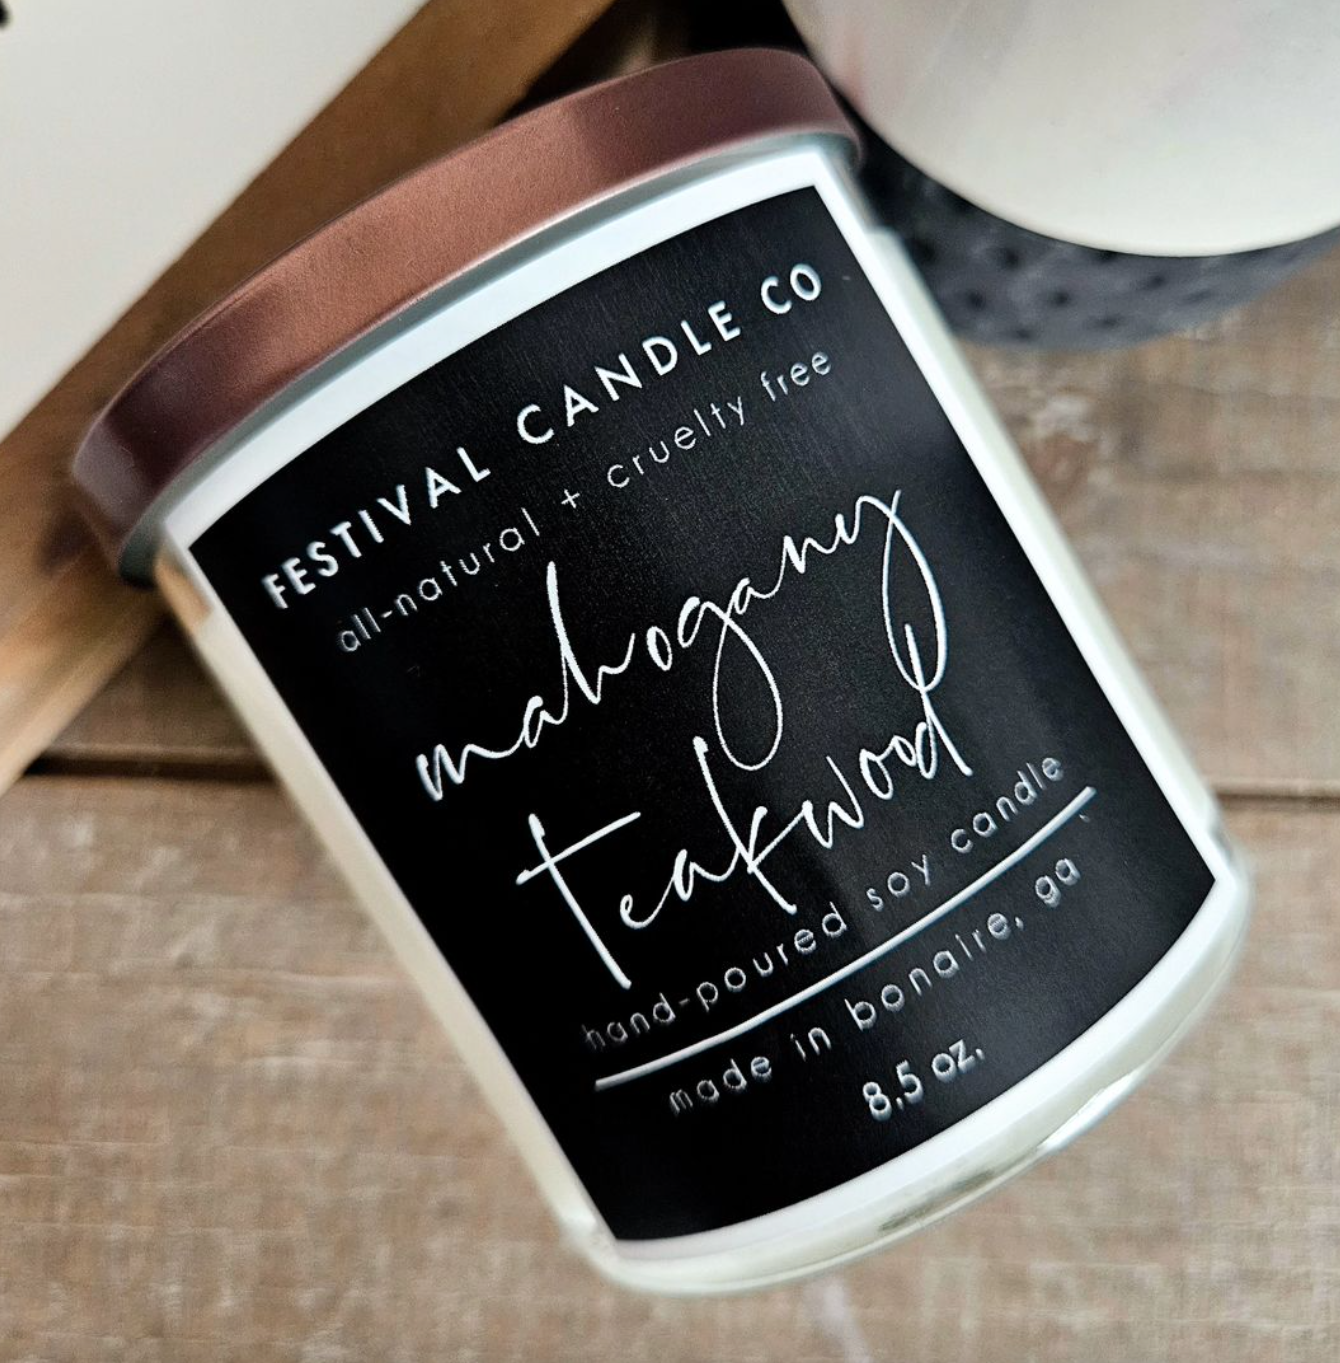 FESTIVAL CANDLE CO
all-natural + cruelty free
mahogany
teakwood
hand-poured soy candle
made in bonaire, ga
8.5 oz.